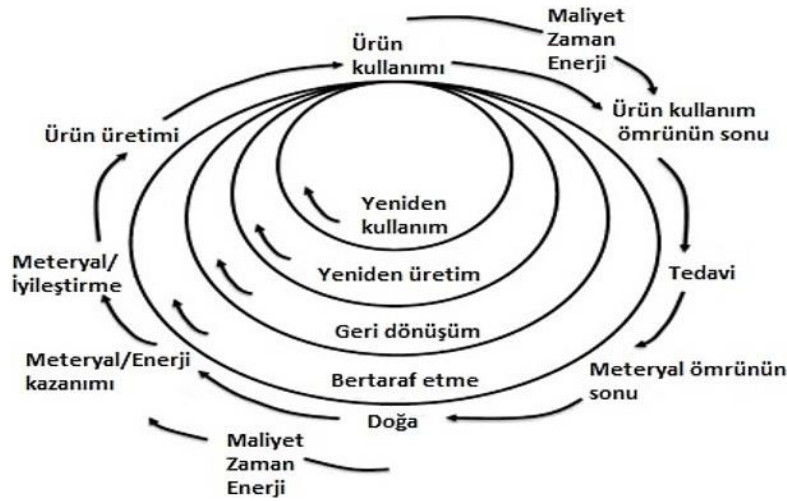 Maliyet
Zaman
Enerji
Ürün
kullanımı
Ürün kullanım
ömrünün sonu
Ürün üretimi
Yeniden
kullanım
Meteryal/
İyileştirme
Yeniden üretim
Tedavi
Geri dönüşüm
Meteryal/Enerji
kazanımı
Bertaraf etme
Meteryal ömrünün
sonu
Doğa
Maliyet
Zaman
Enerji